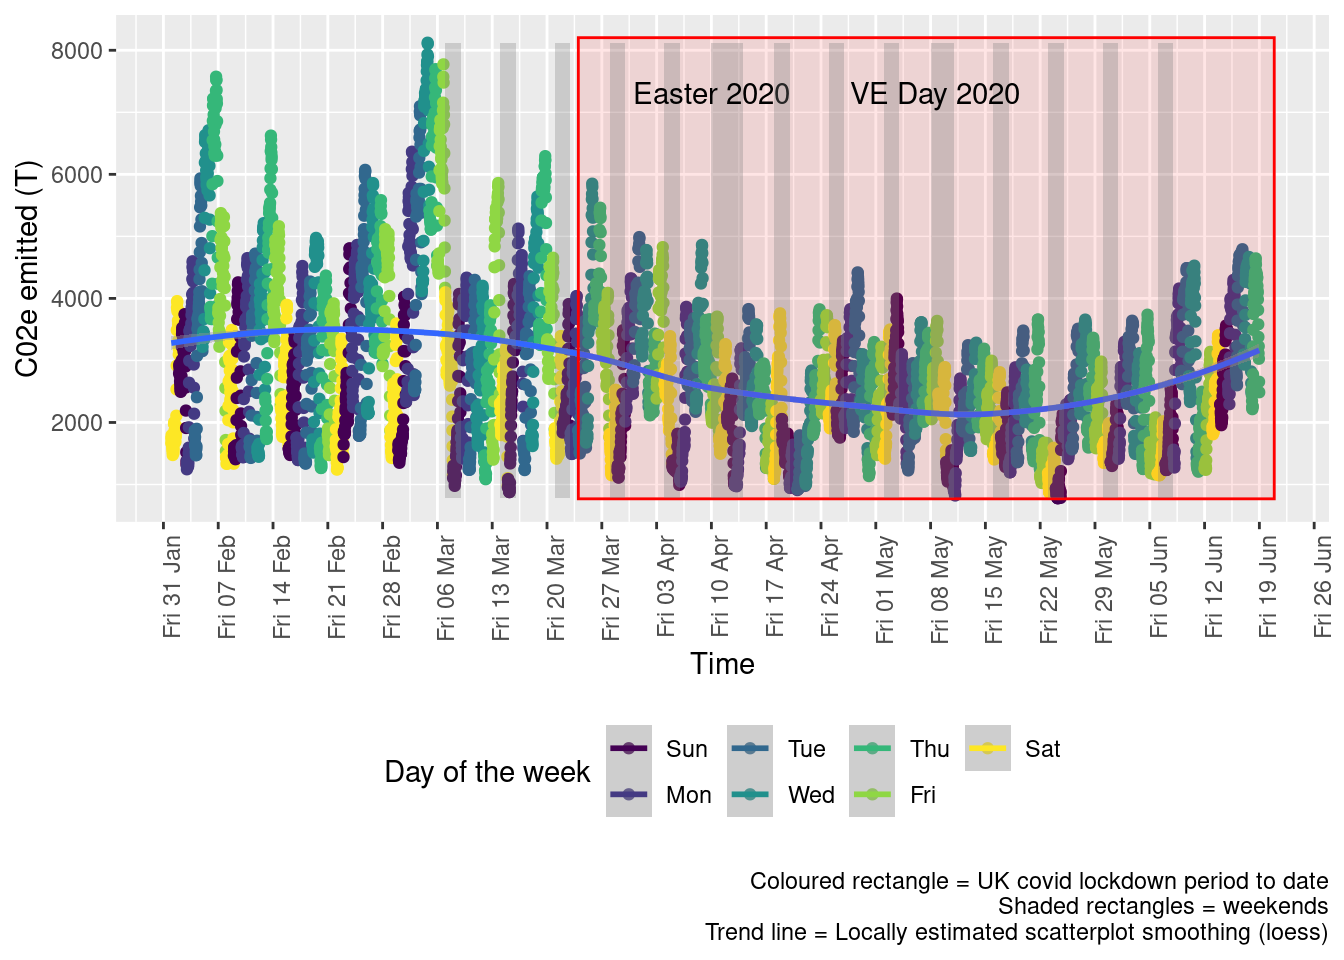 8000
6000
4000
2000
C02e emitted (T)
Easter 2020
VE Day 2020
Fri 31 Jan
Fri 07 Feb
Fri 14 Feb
Fri 21 Feb
Fri 28 Feb
Fri 06 Mar
Fri 13 Mar
Fri 20 Mar
Fri 27 Mar
Fri 03 Apr
Fri 10 Apr
Fri 17 Apr
Fri 24 Apr
Fri 01 May
Fri 08 May
Fri 15 May
Fri 22 May
Fri 29 May
Fri 05 Jun
Fri 12 Jun
Fri 19 Jun
Fri 26 Jun
Time
Day of the week
Sun
Tue
Thu
Sat
Mon
Wed
Fri
Coloured rectangle = UK covid lockdown period to date
Shaded rectangles = weekends
Trend line = Locally estimated scatterplot smoothing (loess)